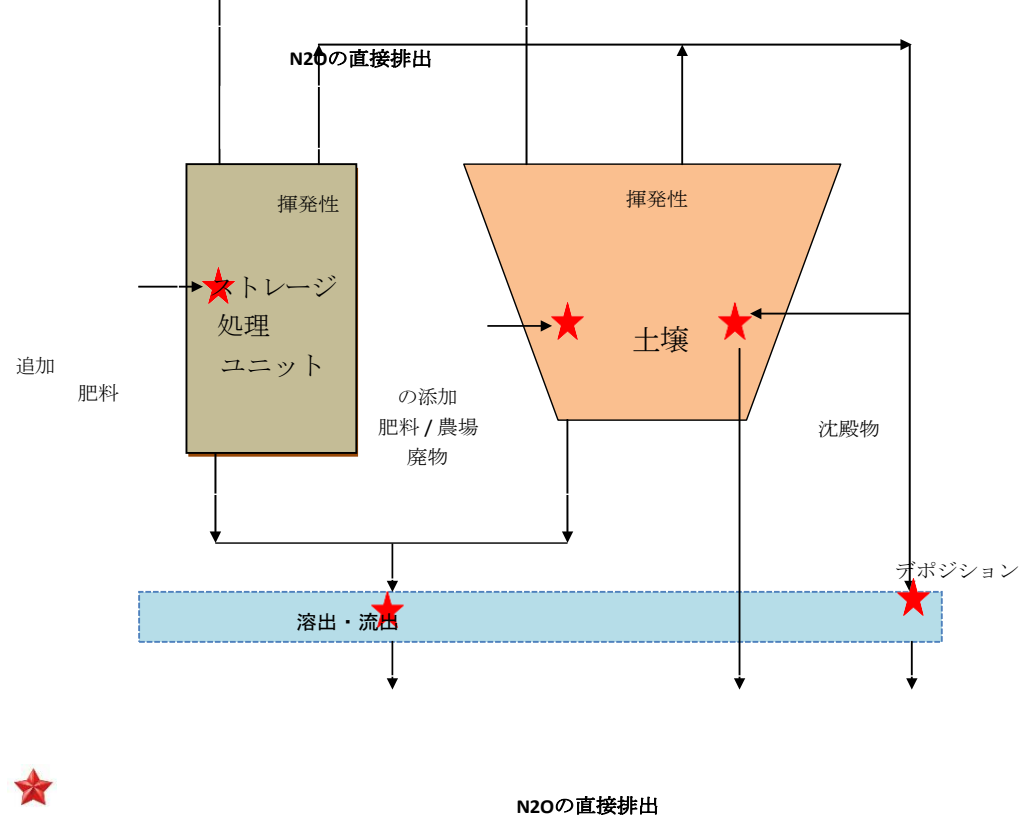 N2Oの直接排出
揮発性
揮発性
ストレージ
処理
ユニット
土壌
追加
肥料
の添加
肥料 / 農場
廃物
沈殿物
デポジション
溶出・流出
N2Oの直接排出